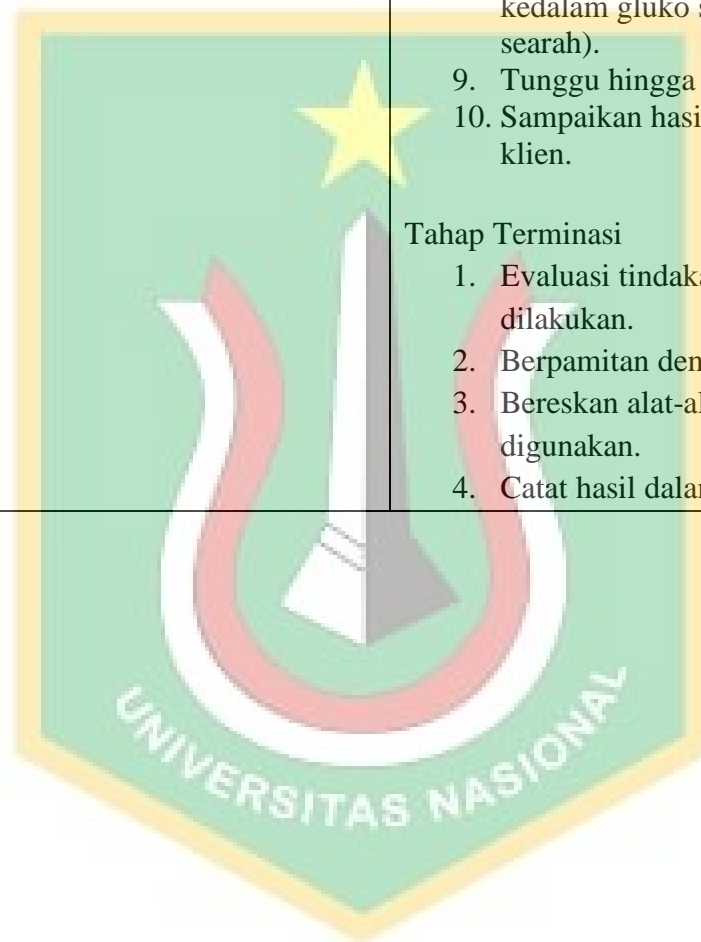 kedalam gluko s
searah).
9. Tunggu hingga
10. Sampaikan hasi
klien.
Tahap Terminasi
1. Evaluasi tindaka
dilakukan.
2. Berpamitan den
3. Bereskan alat-al
digunakan.
4. Catat hasil dalam
UNIVERSITAS NASIONAL